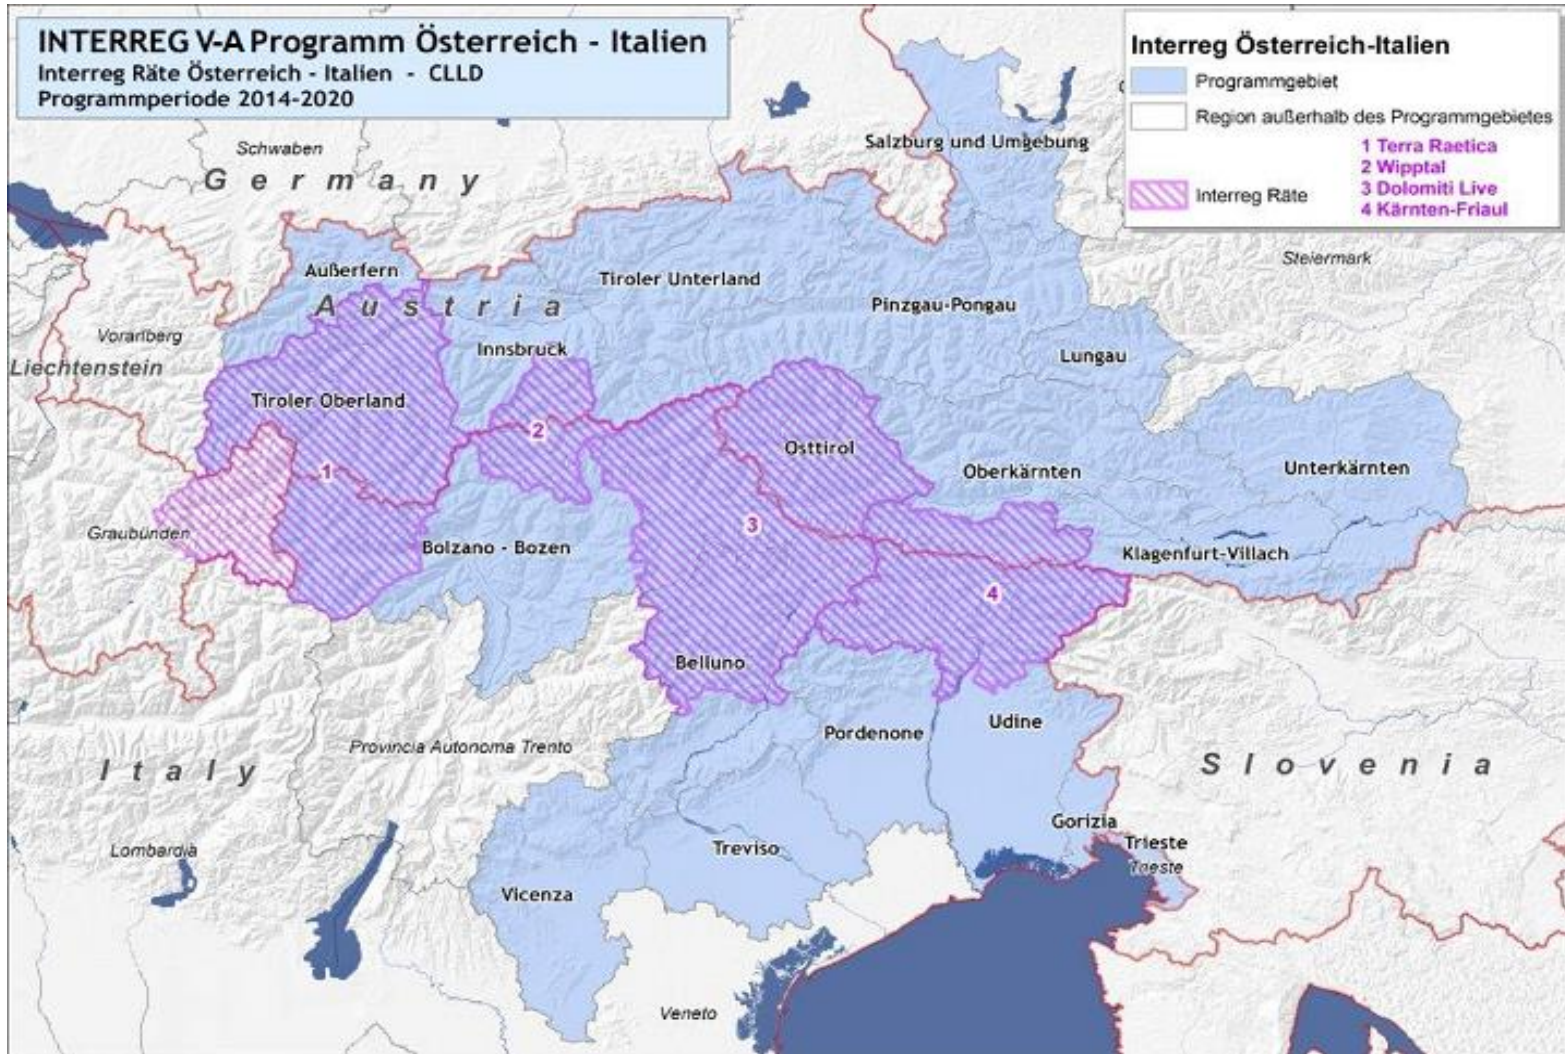 INTERREG V-A Programm Österreich - Italien
Interreg Räte Österreich - Italien - CLLD
Programmperiode 2014-2020
Interreg Österreich-Italien
Programmgebiet
Region außerhalb des Programmgebietes
Interreg Räte
1 Terra Raetica
2 Wipptal
3 Dolomiti Live
4 Kärnten-Friaul
Schwaben
Germany
Salzburg und Umgebung
Steiermark
Außerfern
Tiroler Unterland
Austria
Pinzgau-Pongau
Vorarlberg
Liechtenstein
Innsbruck
Lungau
Tiroler Oberland
2
Osttirol
Oberkärnten
Unterkärnten
1
Graubünden
3
Bolzano - Bozen
Klagenfurt-Villach
4
Belluno
Udine
Pordenone
Provincia Autonoma Trento
Italy
Slovenia
Gorizia
Trieste
Trieste
Lombardia
Treviso
Vicenza
Veneto